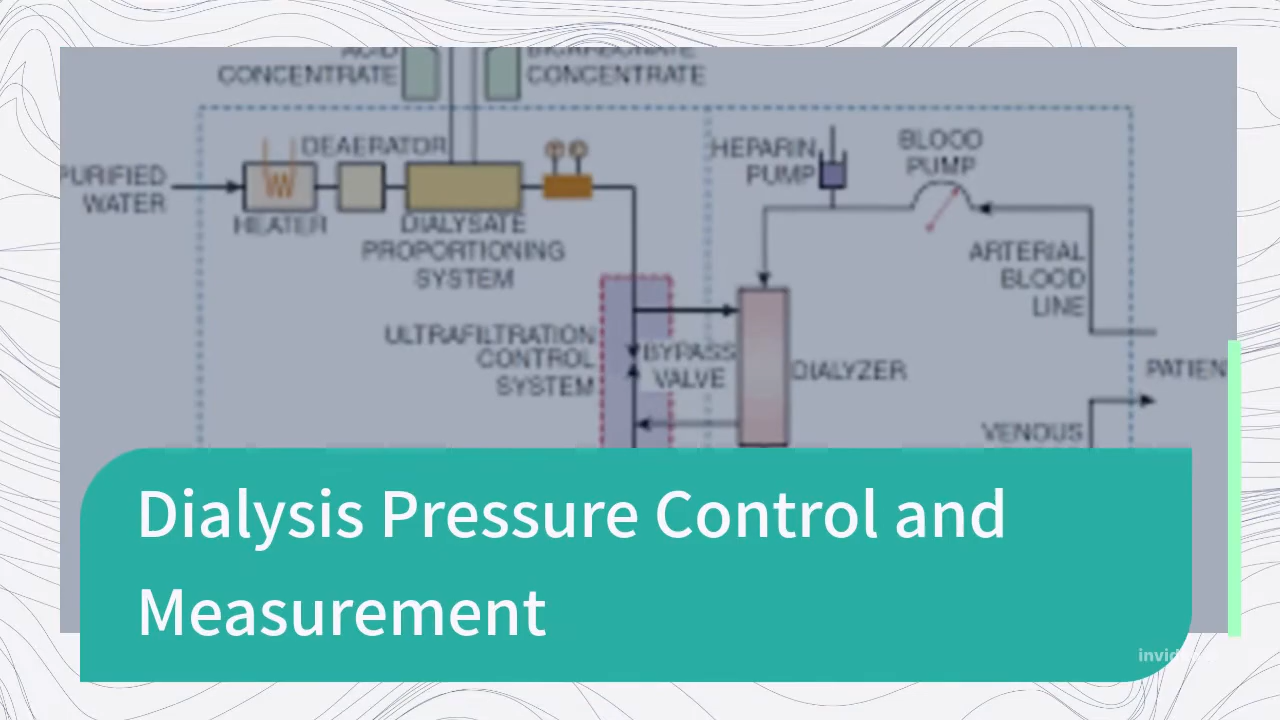 CONCENTRATE
CONCENTRATE
DEAERATOR
HEPARIN
PUMP
BLOOD
PUMP
PURIFIED
WATER
HEATER
DIALYSATE
PROPORTIONING
SYSTEM
ARTERIAL
BLOOD
LINE
ULTRAFILTRATION
CONTROL
SYSTEM
BYPASS
VALVE
DIALYZER
PATIEN
VENOUS
Dialysis Pressure Control and
Measurement